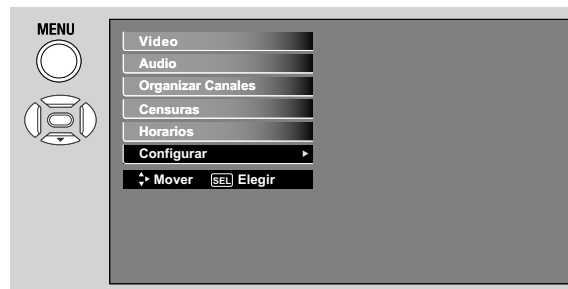 MENU
Video
Audio
Organizar Canales
Censuras
Horarios
Configurar
Mover SEL Elegir